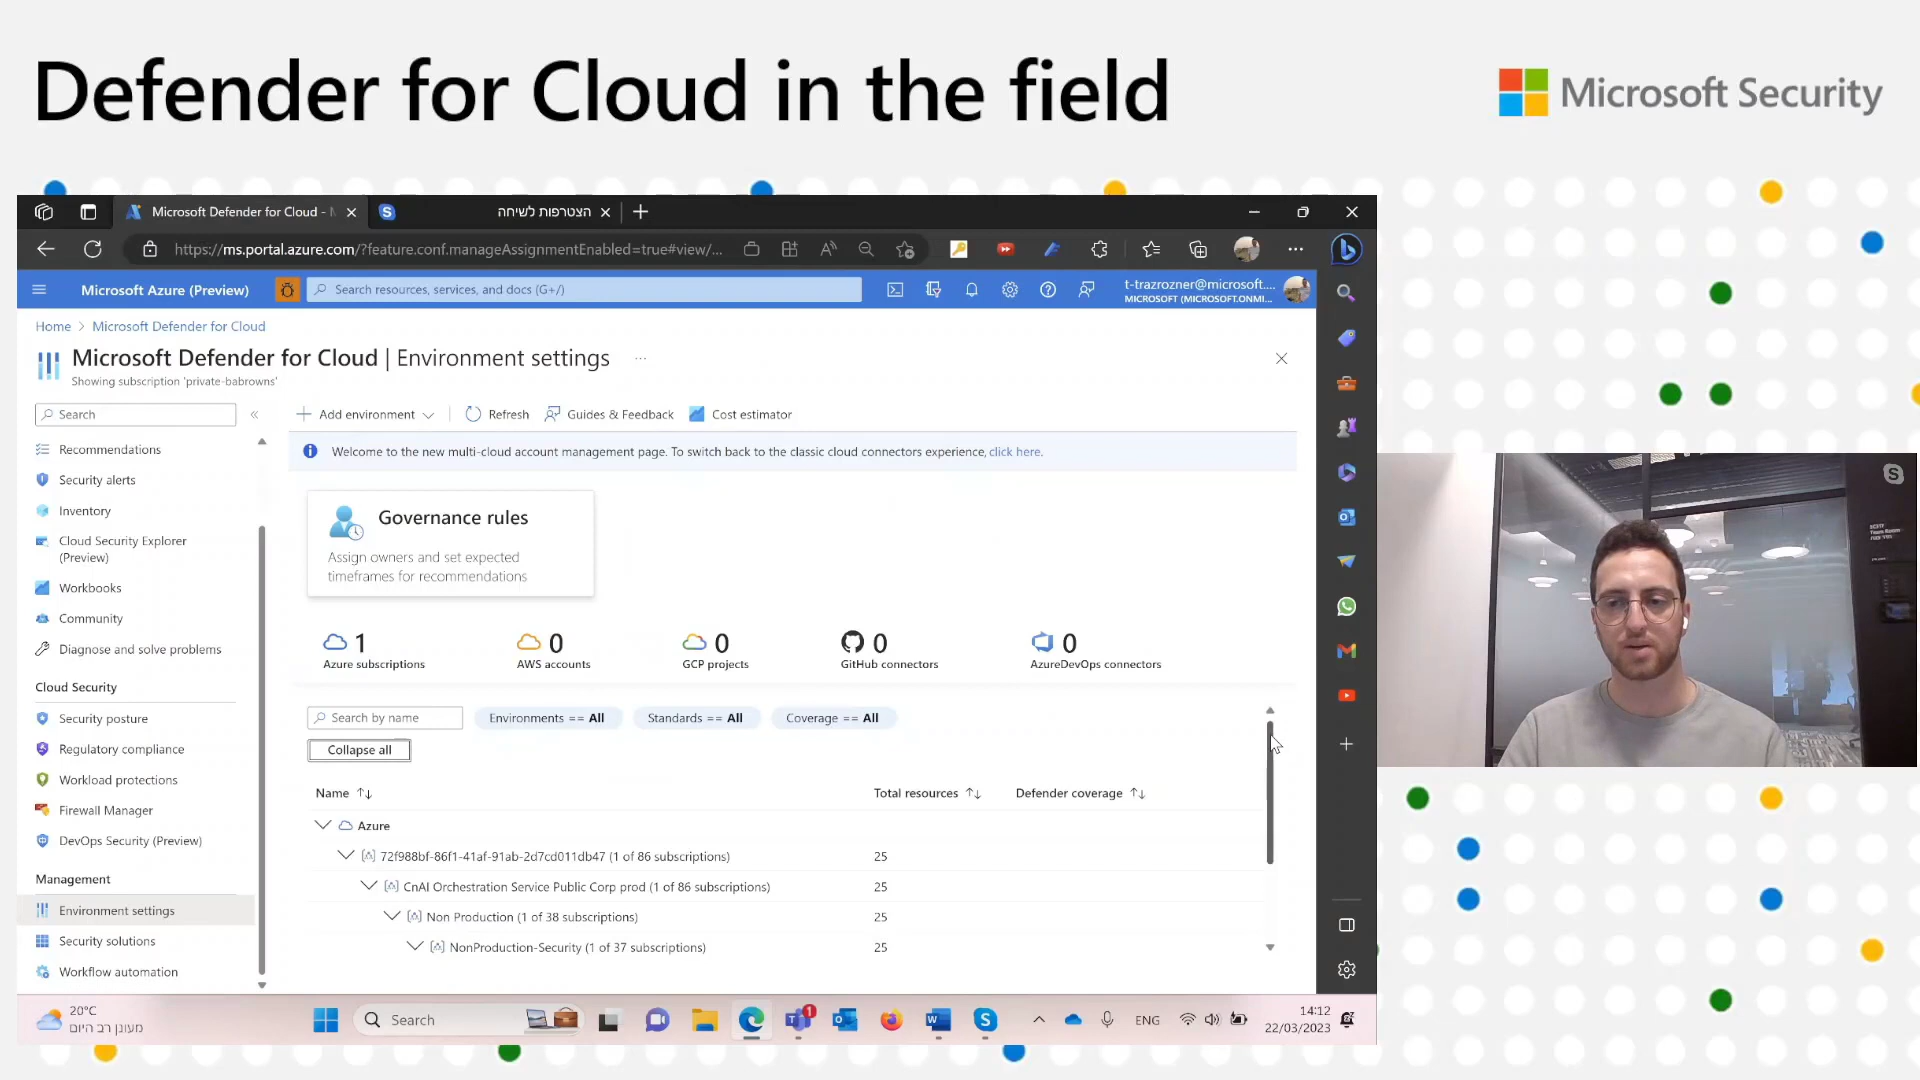 Defender for Cloud in the field
Microsoft Security
Microsoft Defender for Cloud - M
הצטרפות לשיחה
https://ms.portal.azure.com/?feature.conf.manageAssignmentEnabled=true#view/...
Microsoft Azure (Preview)
Search resources, services, and docs (G+/)
t-trazrozner@microsoft....
MICROSOFT (MICROSOFT.ONMI...
Home > Microsoft Defender for Cloud
Microsoft Defender for Cloud | Environment settings ...
Showing subscription 'private-babrowns'
Search
Add environment
Refresh
Guides & Feedback
Cost estimator
Welcome to the new multi-cloud account management page. To switch back to the classic cloud connectors experience, click here.
Recommendations
Security alerts
Inventory
Cloud Security Explorer
(Preview)
Workbooks
Community
Diagnose and solve problems
Cloud Security
Security posture
Regulatory compliance
Workload protections
Firewall Manager
DevOps Security (Preview)
Management
Environment settings
Security solutions
Workflow automation
Governance rules
Assign owners and set expected
timeframes for recommendations
1
Azure subscriptions
0
AWS accounts
0
GCP projects
0
GitHub connectors
0
AzureDevOps connectors
Search by name
Environments == All
Standards == All
Coverage == All
Collapse all
Name ↑↓ Total resources ↑↓ Defender coverage ↑↓
Azure
72f988bf-86f1-41af-91ab-2d7cd011db47 (1 of 86 subscriptions) 25
CnAI Orchestration Service Public Corp prod (1 of 86 subscriptions) 25
Non Production (1 of 38 subscriptions) 25
NonProduction-Security (1 of 37 subscriptions) 25
20°C
מעונן רב היום
Search
1
ENG
14:12
22/03/2023